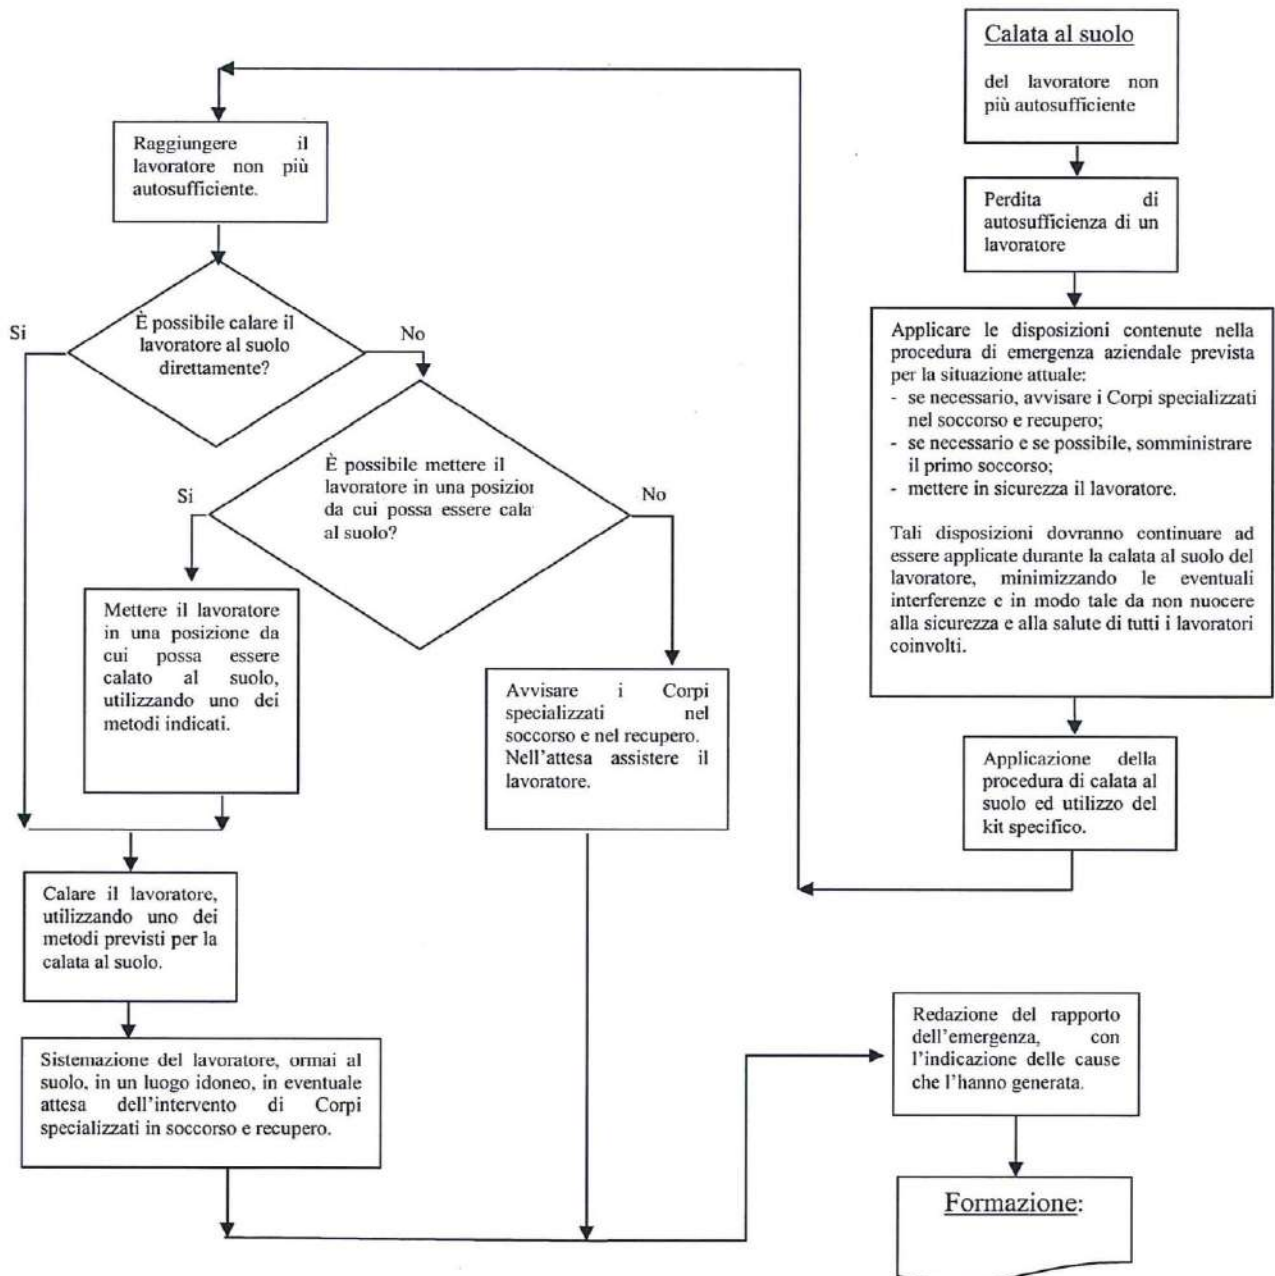 Calata al suolo
del lavoratore non
più autosufficiente
Perdita di
autosufficienza di un
lavoratore
Applicare le disposizioni contenute nella
procedura di emergenza aziendale prevista
per la situazione attuale:
- se necessario, avvisare i Corpi specializzati
nel soccorso e recupero;
- se necessario e se possibile, somministrare
il primo soccorso;
- mettere in sicurezza il lavoratore.
Tali disposizioni dovranno continuare ad
essere applicate durante la calata al suolo del
lavoratore, minimizzando le eventuali
interferenze e in modo tale da non nuocere
alla sicurezza e alla salute di tutti i lavoratori
coinvolti.
Applicazione della
procedura di calata al
suolo ed utilizzo del
kit specifico.
Raggiungere il
lavoratore non più
autosufficiente.
È possibile calare il
lavoratore al suolo
direttamente?
Si
No
È possibile mettere il
lavoratore in una posizior
da cui possa essere cala
al suolo?
Si
No
Mettere il lavoratore
in una posizione da
cui possa essere
calato al suolo,
utilizzando uno dei
metodi indicati.
Avvisare i Corpi
specializzati nel
soccorso e nel recupero.
Nell'attesa assistere il
lavoratore.
Calare il lavoratore,
utilizzando uno dei
metodi previsti per la
calata al suolo.
Sistemazione del lavoratore, ormai al
suolo, in un luogo idoneo, in eventuale
attesa dell'intervento di Corpi
specializzati in soccorso e recupero.
Redazione del rapporto
dell'emergenza, con
l'indicazione delle cause
che l'hanno generata.
Formazione: